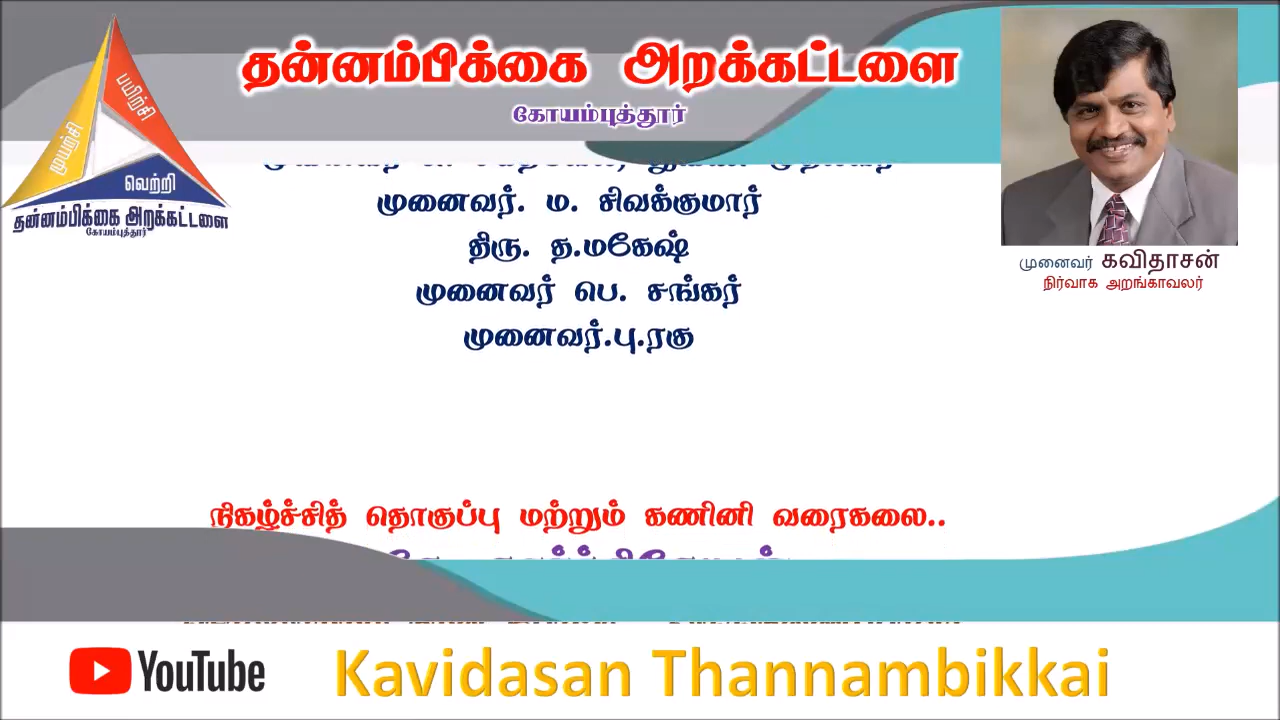 தன்னம்பிக்கை அறக்கட்டளை
கோயம்புத்தூர்
முயற்சி
பயிற்சி
வெற்றி
தன்னம்பிக்கை அறக்கட்டளை
கோயம்புத்தூர்
முனைவர் கவிதாசன்
நிர்வாக அறங்காவலர்
முனைவர். ம. சிவக்குமார்
திரு. த.மகேஷ்
முனைவர் பெ. சங்கர்
முனைவர்.பு.ரகு
நிகழ்ச்சித் தொகுப்பு மற்றும் கணினி வரைகலை..
YouTube Kavidasan Thannambikkai